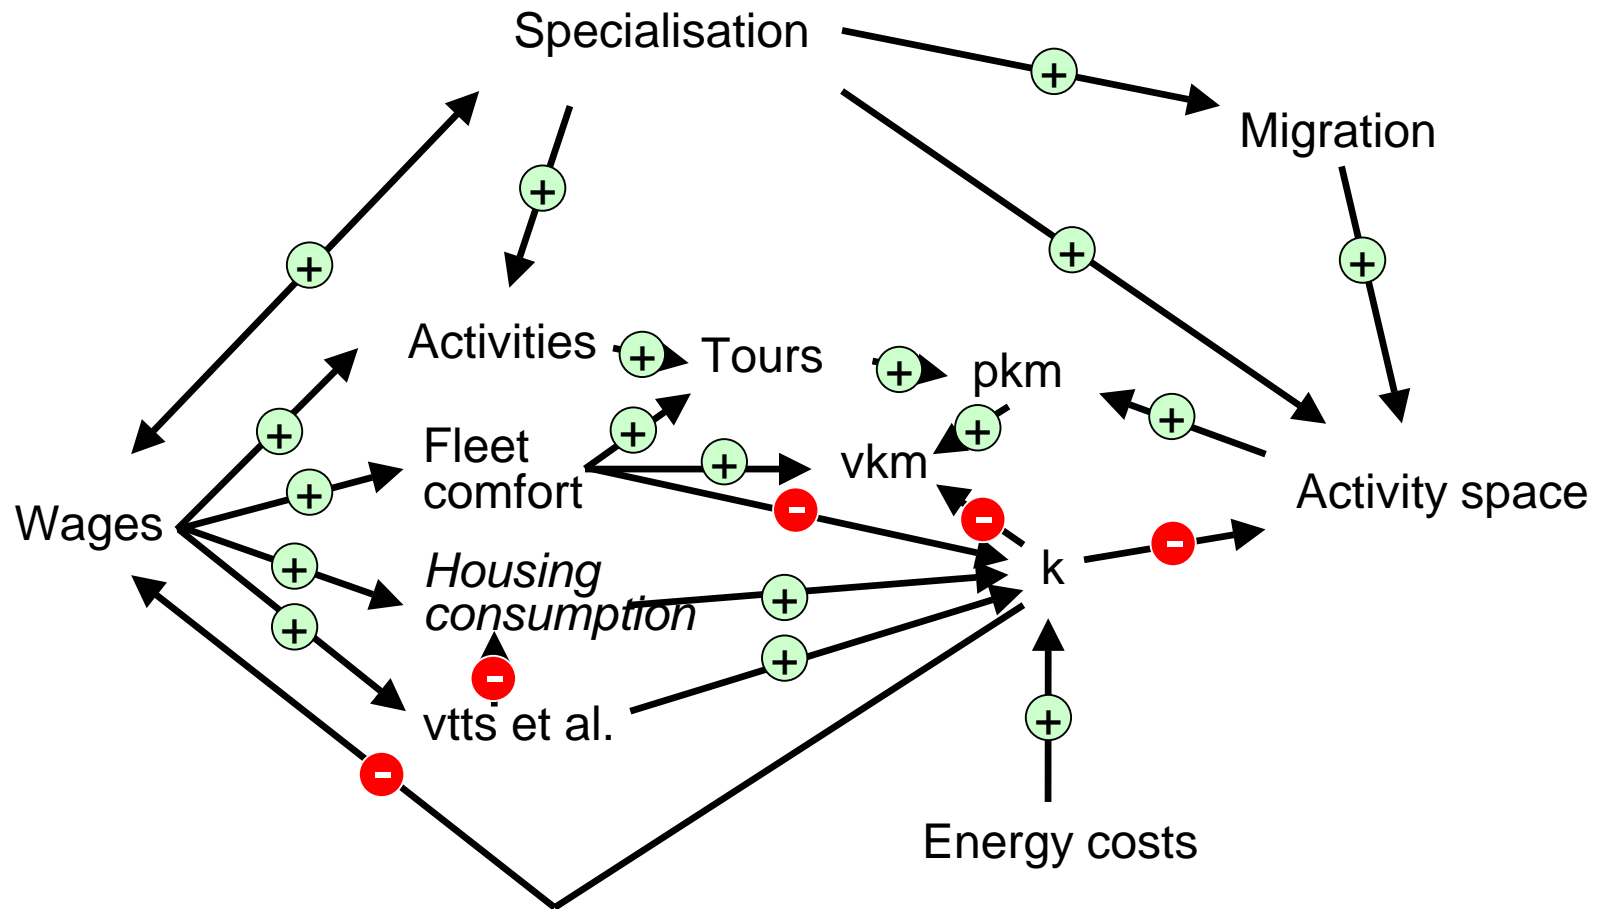 Specialisation
+
Migration
+
+
+
+
Activities
+
Tours
+
pkm
+
+
+
Fleet
comfort
+
+
vkm
+
-
-
Activity space
Wages
+
Housing
consumption
+
k
-
+
-
vtts et al.
+
-
+
Energy costs